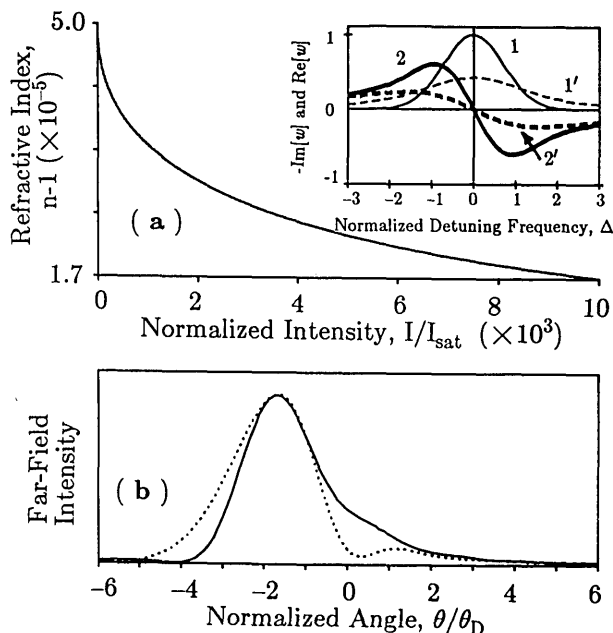 5.0
Refractive Index,
n-1 (×10⁻⁵)
1.7
( a )
0
2
4
6
8
10
Normalized Intensity, I/I_sat (×10³)
-Im[w] and Re[w]
1
0
-1
2
1
1′
2′
−3
−2
−1
0
1
2
3
Normalized Detuning Frequency, Δ
Far-Field
Intensity
( b )
−6
−4
−2
0
2
4
6
Normalized Angle, θ/θ_D